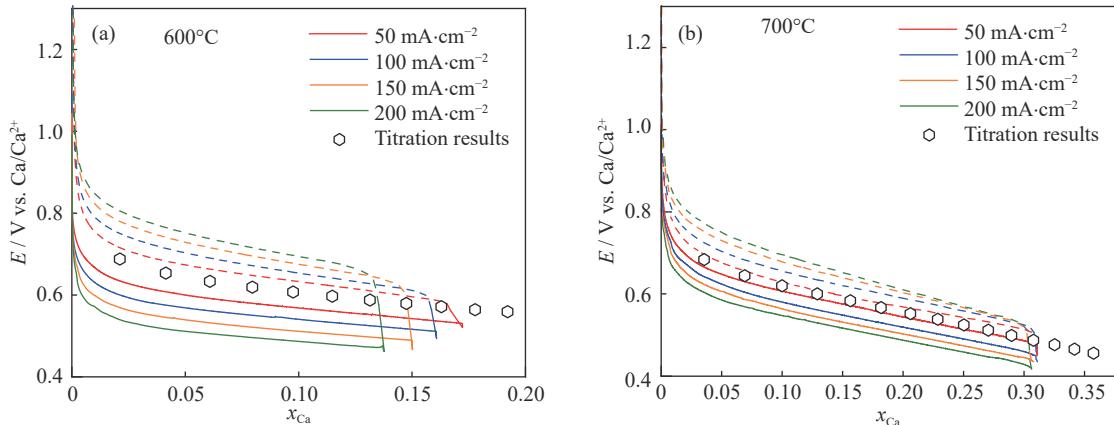 (a)
600°C
50 mA·cm⁻²
100 mA·cm⁻²
150 mA·cm⁻²
200 mA·cm⁻²
Titration results
E / V vs. Ca/Ca²⁺
1.2
1.0
0.8
0.6
0.4
0
0.05
0.10
0.15
0.20
x_Ca
(b)
700°C
50 mA·cm⁻²
100 mA·cm⁻²
150 mA·cm⁻²
200 mA·cm⁻²
Titration results
E / V vs. Ca/Ca²⁺
1.2
1.0
0.8
0.6
0.4
0
0.05
0.10
0.15
0.20
0.25
0.30
0.35
x_Ca